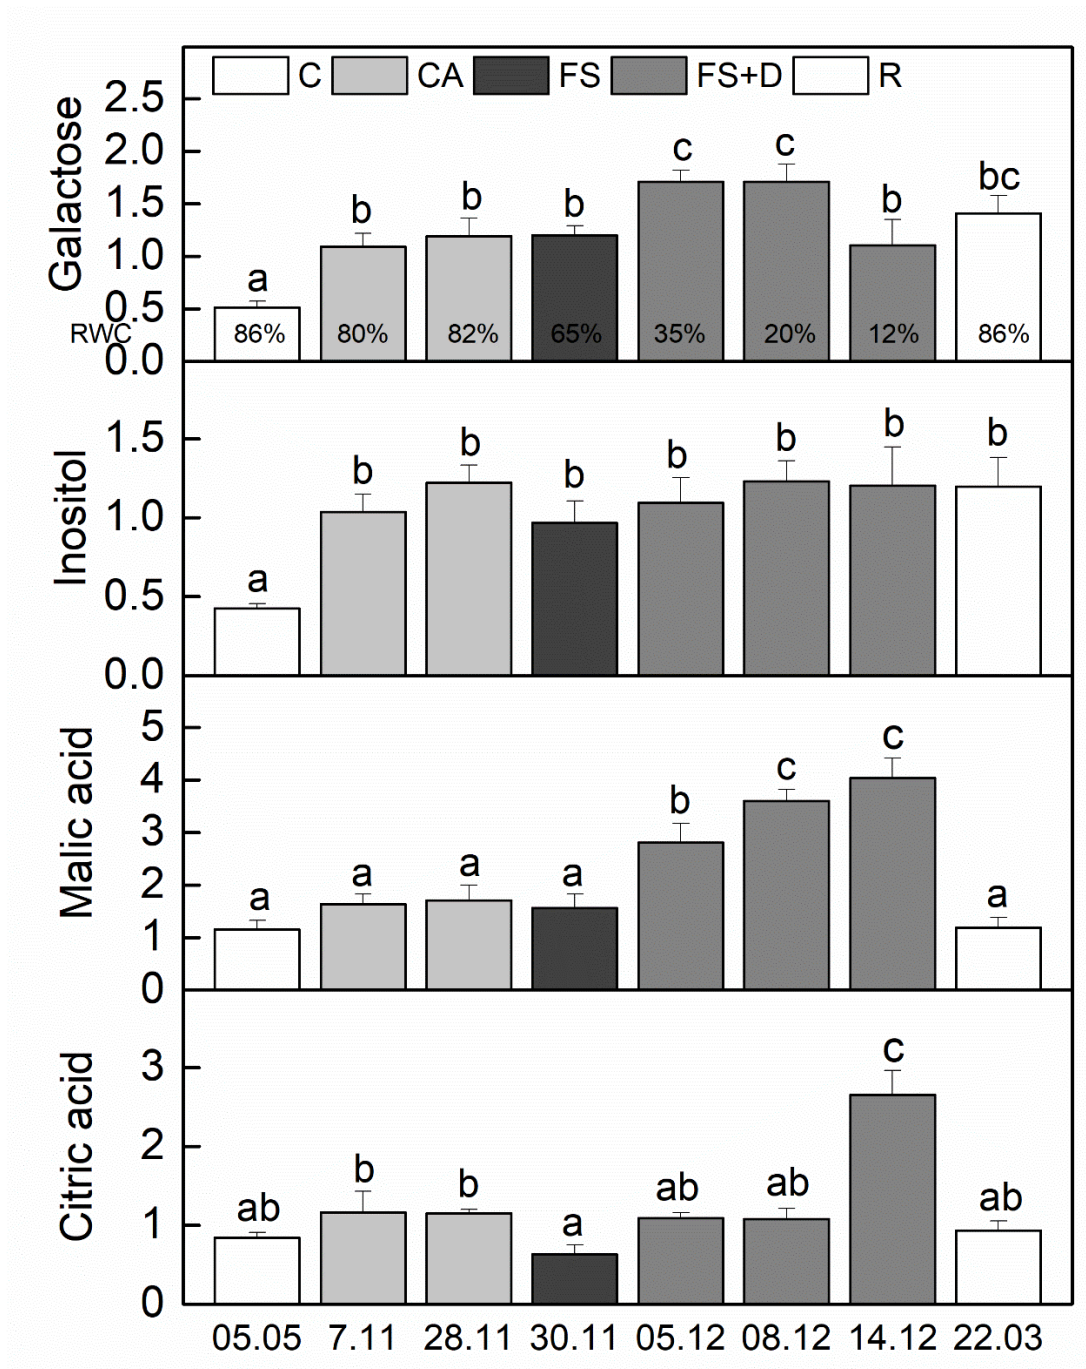 C CA FS FS+D R
Galactose
2.5
2.0
1.5
1.0
0.5
0.0
a b b b c c b bc
RWC 86% 80% 82% 65% 35% 20% 12% 86%
Inositol
1.5
1.0
0.5
0.0
a b b b b b b b
Malic acid
5
4
3
2
1
0
a a a a b c c a
Citric acid
3
2
1
0
ab b b a ab ab c ab
05.05 7.11 28.11 30.11 05.12 08.12 14.12 22.03